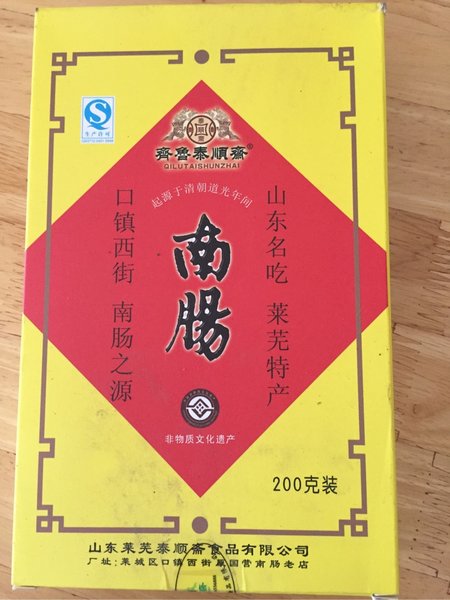 生产许可
齊魯泰順齋®
QILUTAISHUNZHAI
起源于清朝道光年间
山东名吃 莱芜特产
南腸
口镇西街 南肠之源
非物质文化遗产
200克装
山东莱芜泰顺斋食品有限公司
厂址:莱城区口镇西街原国营南肠老店